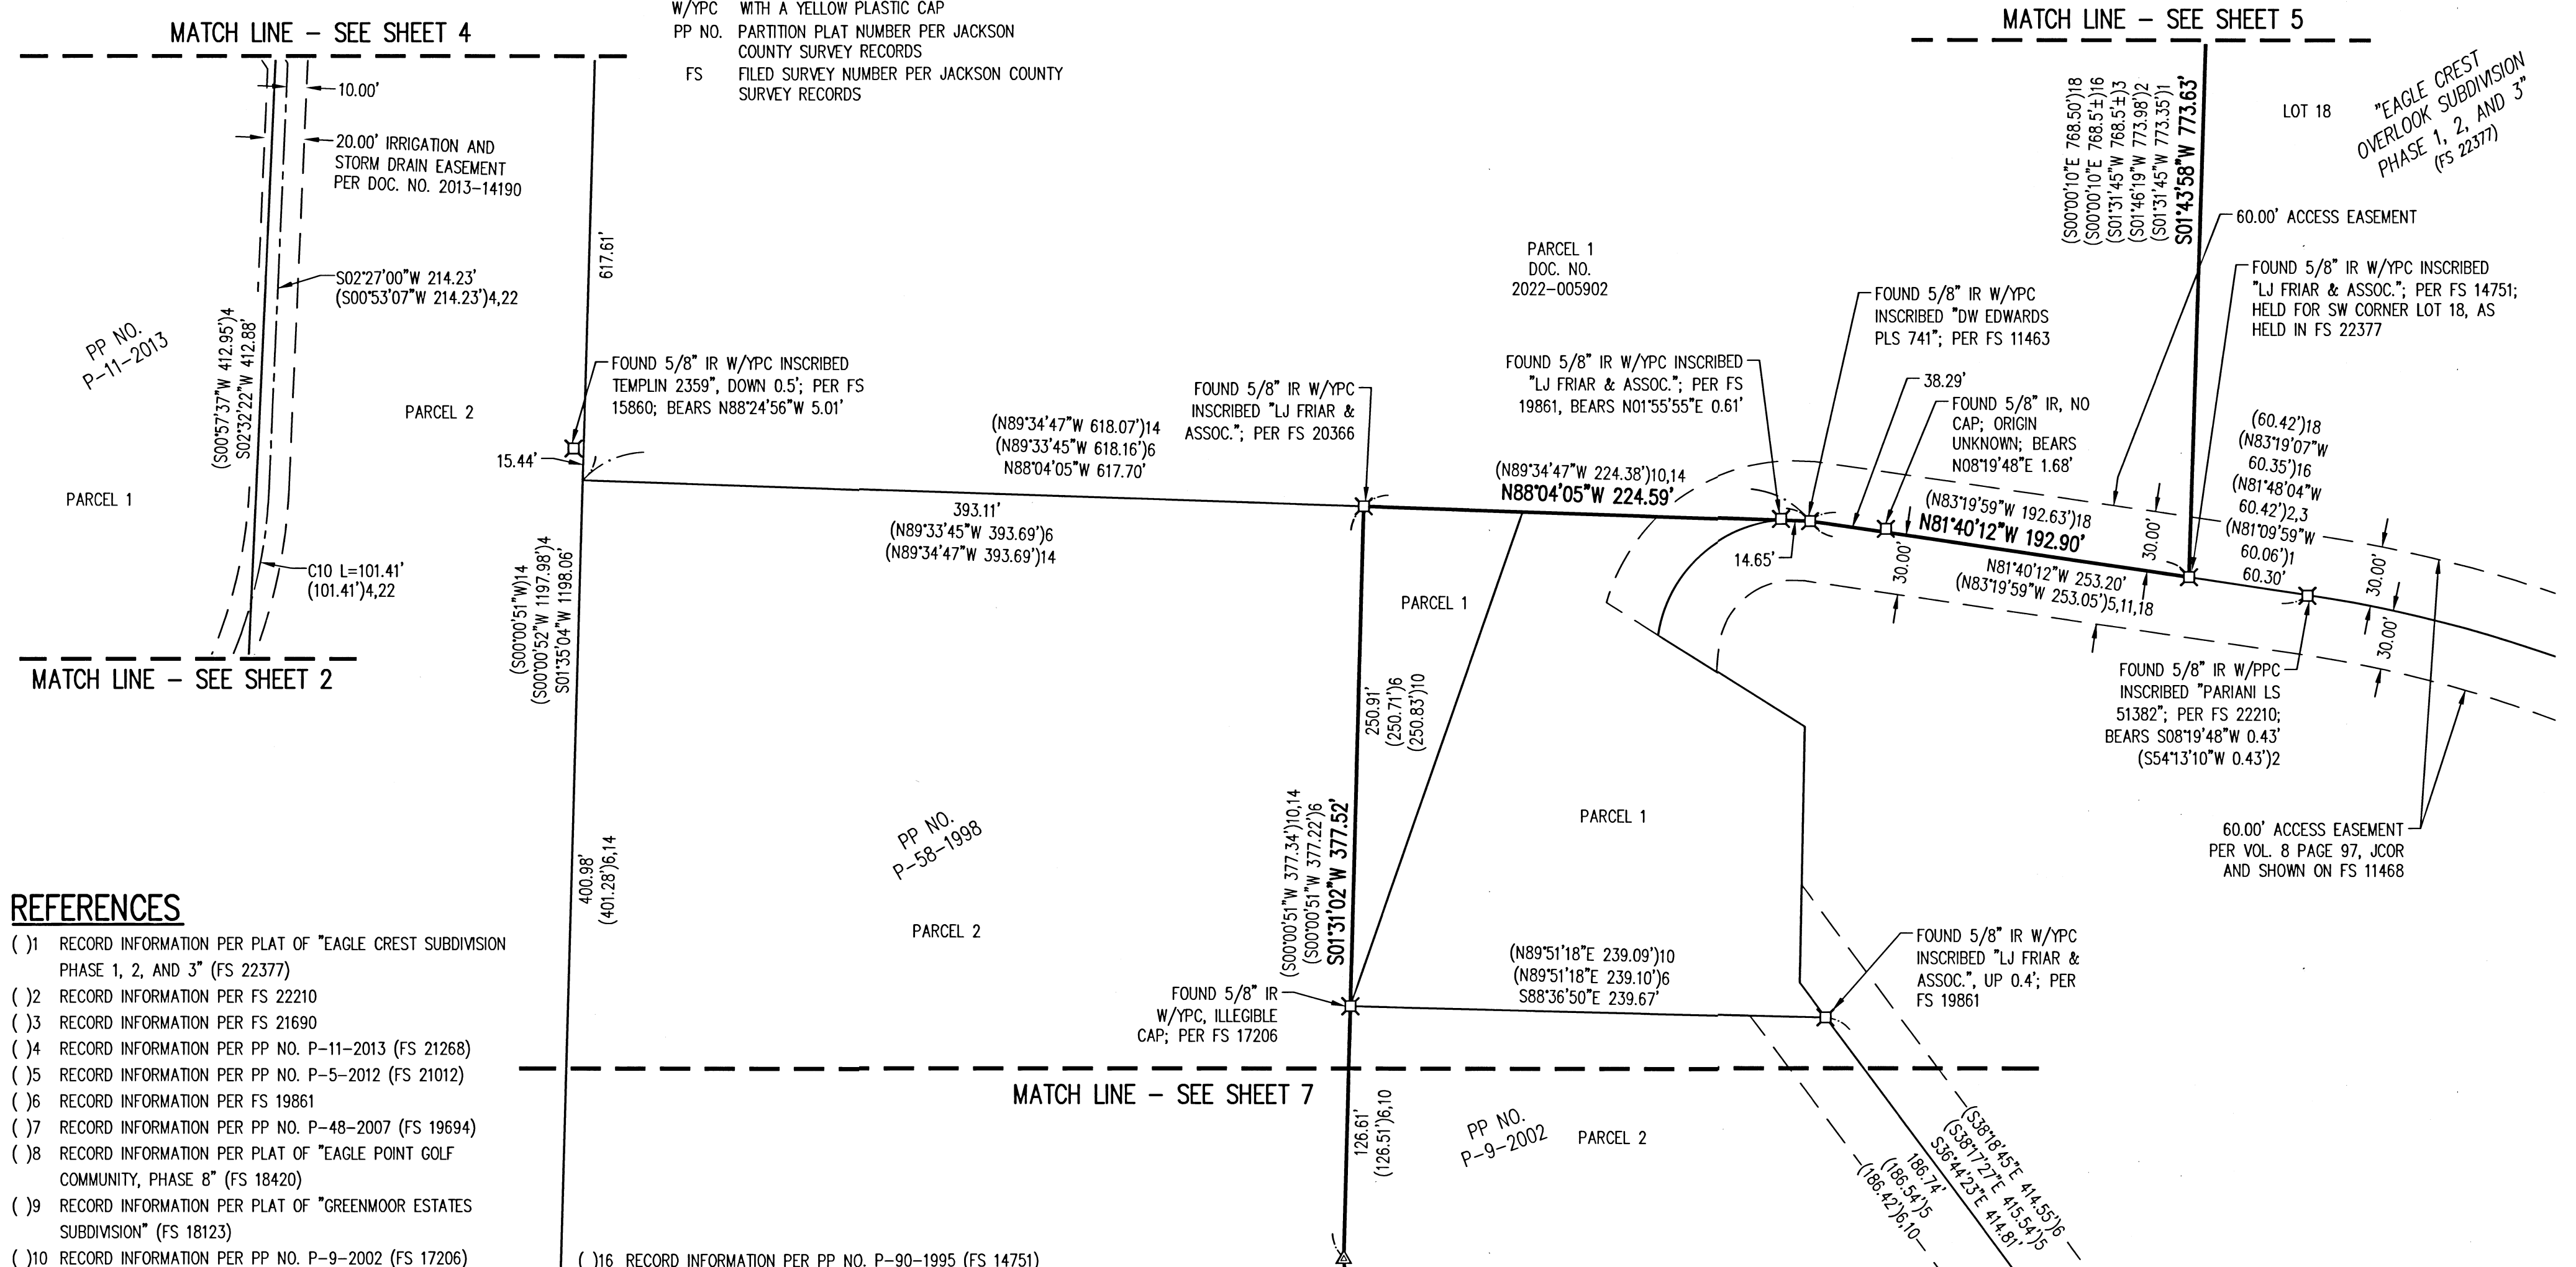 W/YPC WITH A YELLOW PLASTIC CAP
PP NO. PARTITION PLAT NUMBER PER JACKSON
COUNTY SURVEY RECORDS
FS FILED SURVEY NUMBER PER JACKSON COUNTY
SURVEY RECORDS
MATCH LINE – SEE SHEET 4
10.00'
20.00' IRRIGATION AND
STORM DRAIN EASEMENT
PER DOC. NO. 2013–14190
S02°27'00"W 214.23'
(S00°53'07"W 214.23')4,22
(S00°57'37"W 412.95')4
S02°32'22"W 412.88'
PP NO.
P–11–2013
PARCEL 1
PARCEL 2
C10 L=101.41'
(101.41')4,22
MATCH LINE – SEE SHEET 2
617.61'
FOUND 5/8" IR W/YPC INSCRIBED
TEMPLIN 2359", DOWN 0.5'; PER FS
15860; BEARS N88°24'56"W 5.01'
15.44'
(S00°00'51"W)14
(S00°00'52"W 1197.98')4
S01°35'04"W 1198.06'
400.98'
(401.28')6,14
(N89°34'47"W 618.07')14
(N89°33'45"W 618.16')6
N88°04'05"W 617.70'
393.11'
(N89°33'45"W 393.69')6
(N89°34'47"W 393.69')14
FOUND 5/8" IR W/YPC
INSCRIBED "LJ FRIAR &
ASSOC."; PER FS 20366
PARCEL 1
DOC. NO.
2022–005902
FOUND 5/8" IR W/YPC INSCRIBED
"LJ FRIAR & ASSOC."; PER FS
19861, BEARS N01°55'55"E 0.61'
(N89°34'47"W 224.38')10,14
N88°04'05"W 224.59'
14.65'
FOUND 5/8" IR W/YPC
INSCRIBED "DW EDWARDS
PLS 741"; PER FS 11463
38.29'
FOUND 5/8" IR, NO
CAP; ORIGIN
UNKNOWN; BEARS
N08°19'48"E 1.68'
(N83°19'59"W 192.63')18
N81°40'12"W 192.90'
N81°40'12"W 253.20'
(N83°19'59"W 253.05')5,11,18
30.00'
30.00'
MATCH LINE – SEE SHEET 5
(S00°00'10"E 768.50')18
(S00°00'10"E 768.5'±)16
(S01°31'45"W 768.5'±)3
(S01°46'19"W 773.98')2
(S01°31'45"W 773.35')1
S01°43'58"W 773.63'
LOT 18
"EAGLE CREST
OVERLOOK SUBDIVISION
PHASE 1, 2, AND 3"
(FS 22377)
60.00' ACCESS EASEMENT
FOUND 5/8" IR W/YPC INSCRIBED
"LJ FRIAR & ASSOC."; PER FS 14751;
HELD FOR SW CORNER LOT 18, AS
HELD IN FS 22377
(60.42')18
(N83°19'07"W
60.35')16
(N81°48'04"W
60.42')2,3
(N81°09'59"W
60.06')1
60.30'
30.00'
30.00'
FOUND 5/8" IR W/PPC
INSCRIBED "PARIANI LS
51382"; PER FS 22210;
BEARS S08°19'48"W 0.43'
(S54°13'10"W 0.43')2
60.00' ACCESS EASEMENT
PER VOL. 8 PAGE 97, JCOR
AND SHOWN ON FS 11468
PARCEL 1
250.91'
(250.71')6
(250.83')10
(S00°00'51"W 377.34')10,14
(S00°00'51"W 377.22')6
S01°31'02"W 377.52'
PARCEL 1
PP NO.
P–58–1998
PARCEL 2
(N89°51'18"E 239.09')10
(N89°51'18"E 239.10')6
S88°36'50"E 239.67'
FOUND 5/8" IR
W/YPC, ILLEGIBLE
CAP; PER FS 17206
FOUND 5/8" IR W/YPC
INSCRIBED "LJ FRIAR &
ASSOC.", UP 0.4'; PER
FS 19861
MATCH LINE – SEE SHEET 7
126.61'
(126.51')6,10
PP NO.
P–9–2002
PARCEL 2
(S38°18'45"E 414.55')6
(S38°17'27"E 415.54')5
S36°44'23"E 414.81'
186.74'
(186.54')5
(186.42')6,10
REFERENCES
( )1 RECORD INFORMATION PER PLAT OF "EAGLE CREST SUBDIVISION
PHASE 1, 2, AND 3" (FS 22377)
( )2 RECORD INFORMATION PER FS 22210
( )3 RECORD INFORMATION PER FS 21690
( )4 RECORD INFORMATION PER PP NO. P–11–2013 (FS 21268)
( )5 RECORD INFORMATION PER PP NO. P–5–2012 (FS 21012)
( )6 RECORD INFORMATION PER FS 19861
( )7 RECORD INFORMATION PER PP NO. P–48–2007 (FS 19694)
( )8 RECORD INFORMATION PER PLAT OF "EAGLE POINT GOLF
COMMUNITY, PHASE 8" (FS 18420)
( )9 RECORD INFORMATION PER PLAT OF "GREENMOOR ESTATES
SUBDIVISION" (FS 18123)
( )10 RECORD INFORMATION PER PP NO. P–9–2002 (FS 17206)
( )16 RECORD INFORMATION PER PP NO. P–90–1995 (FS 14751)